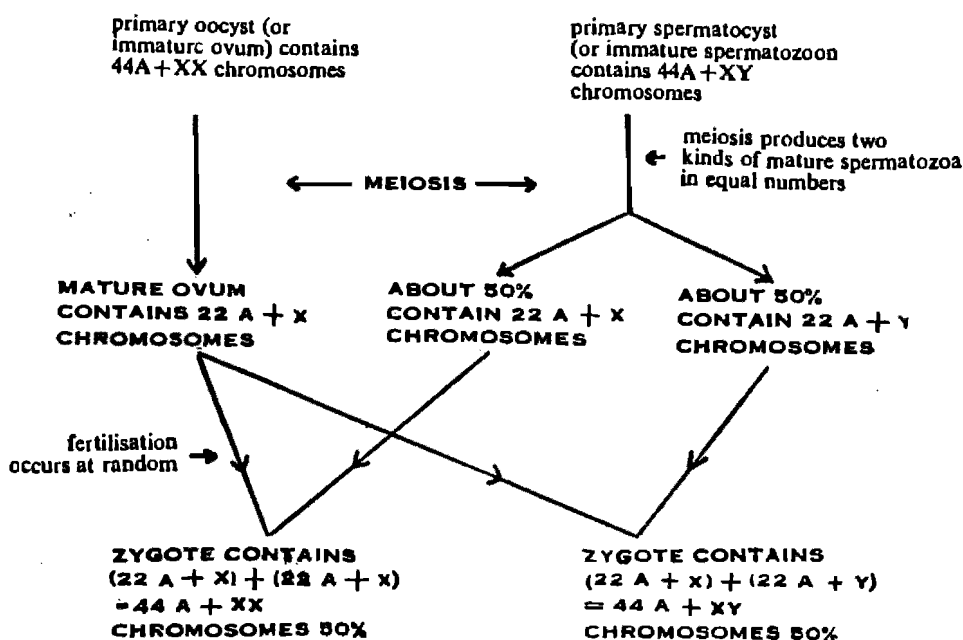 primary oocyst (or
immature ovum) contains
44A+XX chromosomes
primary spermatocyst
(or immature spermatozoon
contains 44A+XY
chromosomes
meiosis produces two
kinds of mature spermatozoa
in equal numbers
MEIOSIS
MATURE OVUM
CONTAINS 22 A + X
CHROMOSOMES
ABOUT 50%
CONTAIN 22 A + X
CHROMOSOMES
ABOUT 50%
CONTAIN 22 A + Y
CHROMOSOMES
fertilisation
occurs at random
ZYGOTE CONTAINS
(22 A + X) + (22 A + X)
= 44 A + XX
CHROMOSOMES 50%
ZYGOTE CONTAINS
(22 A + X) + (22 A + Y)
= 44 A + XY
CHROMOSOMES 50%